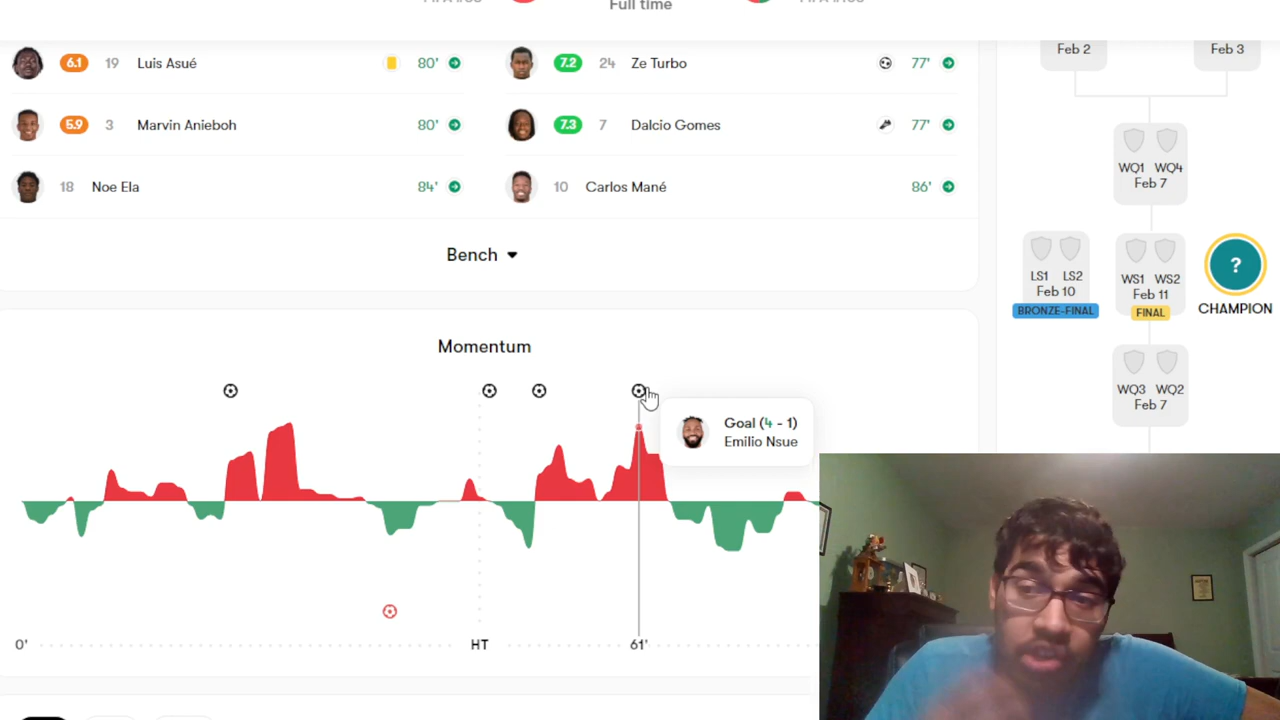 Full time
6.1 19 Luis Asué 80'
7.2 24 Ze Turbo 77'
5.9 3 Marvin Anieboh 80'
7.3 7 Dalcio Gomes 77'
18 Noe Ela 84'
10 Carlos Mané 86'
Bench
Momentum
Goal (4 - 1)
Emilio Nsue
0' HT 61'
Feb 2
Feb 3
WQ1 WQ4
Feb 7
LS1 LS2
Feb 10
BRONZE-FINAL
WS1 WS2
Feb 11
FINAL
?
CHAMPION
WQ3 WQ2
Feb 7